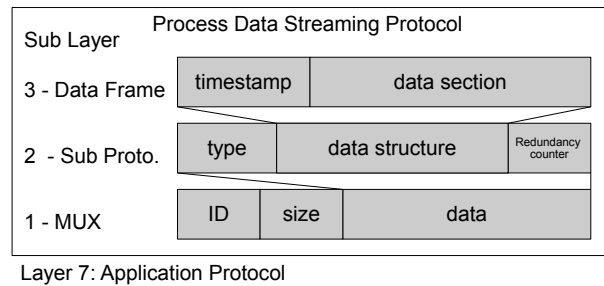 Process Data Streaming Protocol
Sub Layer
3 - Data Frame timestamp data section
2 - Sub Proto. type data structure Redundancy
counter
1 - MUX ID size data
Layer 7: Application Protocol